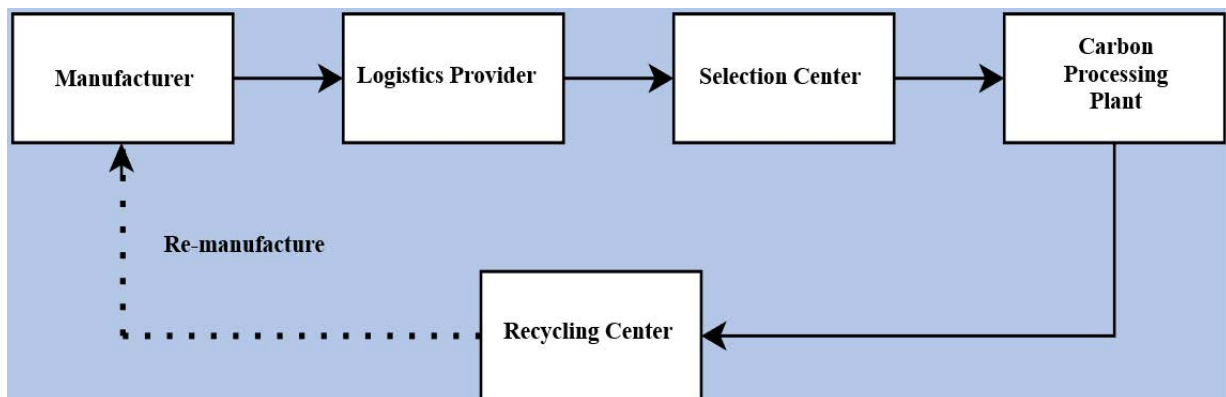 Manufacturer
Logistics Provider
Selection Center
Carbon
Processing
Plant
Re-manufacture
Recycling Center